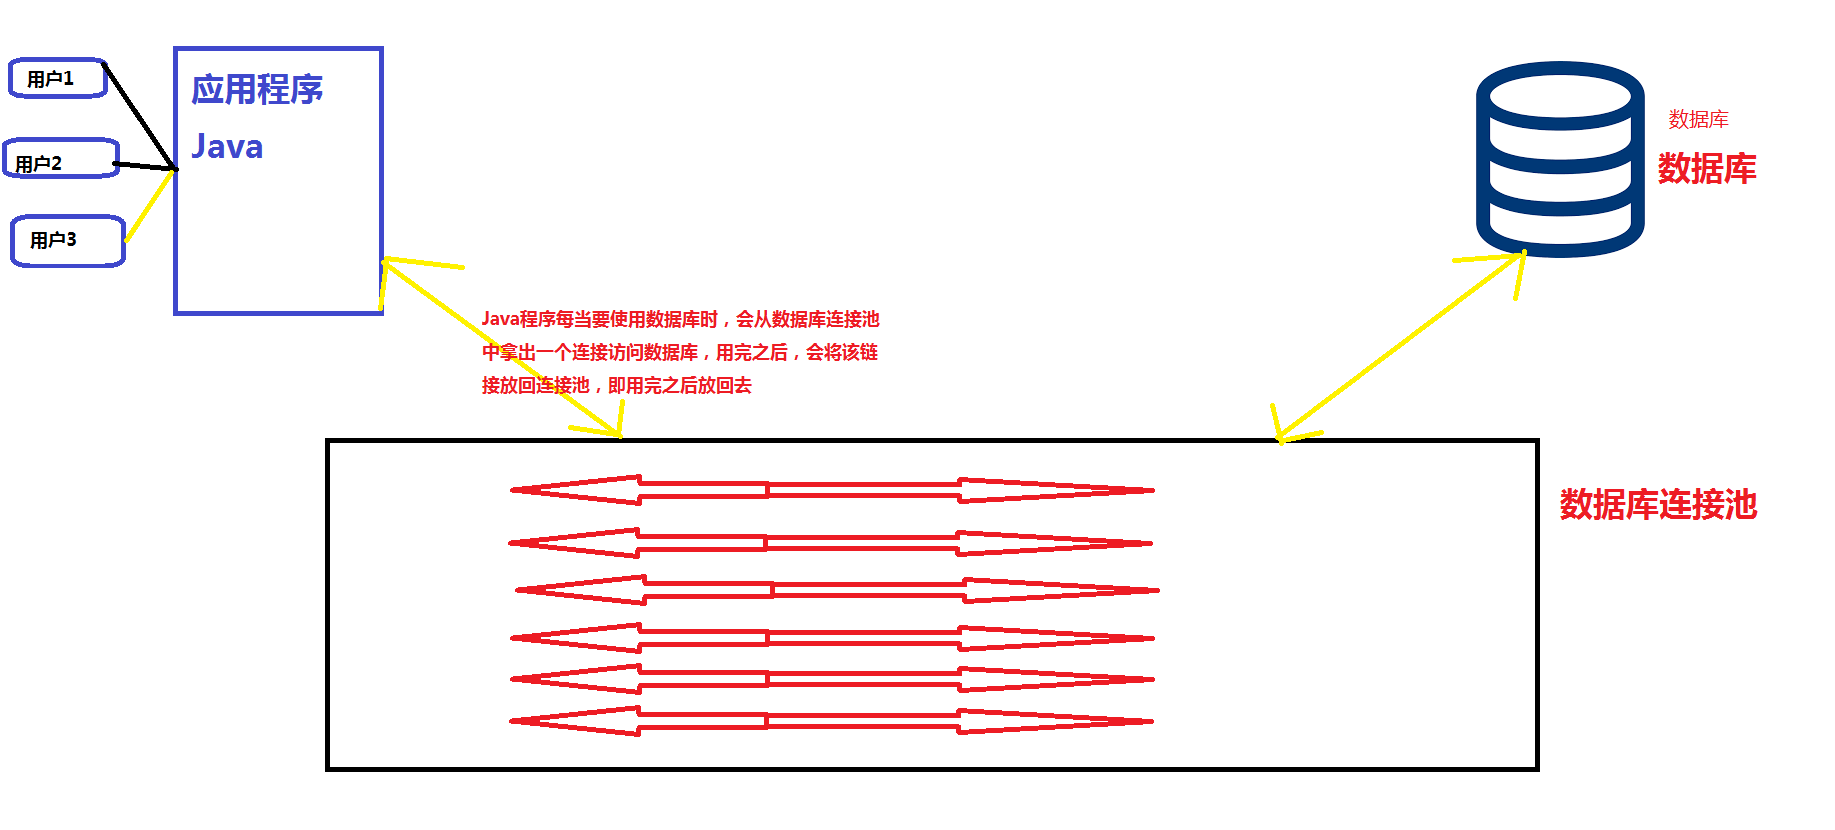 用户1
用户2
用户3
应用程序
Java
数据库
数据库
Java程序每当要使用数据库时，会从数据库连接池
中拿出一个连接访问数据库，用完之后，会将该链
接放回连接池，即用完之后放回去
数据库连接池